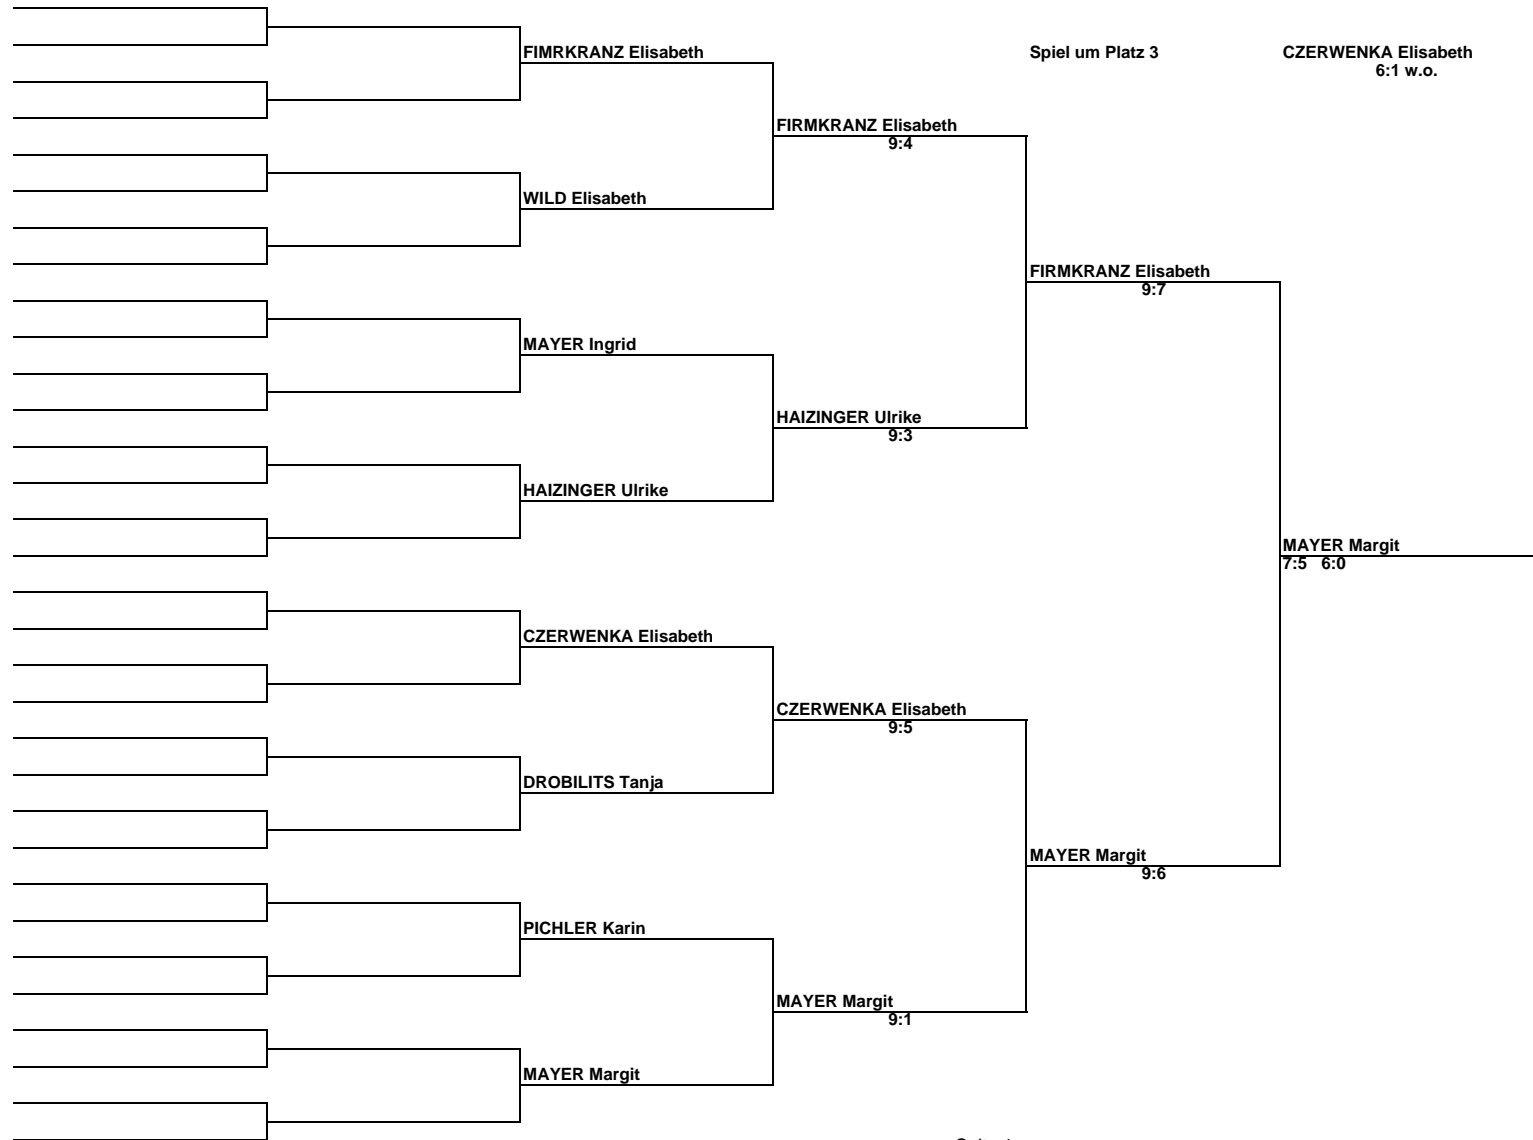 FIMRKRANZ Elisabeth
Spiel um Platz 3
CZERWENKA Elisabeth
6:1 w.o.
FIRMKRANZ Elisabeth
9:4
WILD Elisabeth
FIRMKRANZ Elisabeth
9:7
MAYER Ingrid
HAIZINGER Ulrike
9:3
HAIZINGER Ulrike
MAYER Margit
7:5 6:0
CZERWENKA Elisabeth
CZERWENKA Elisabeth
9:5
DROBILITS Tanja
MAYER Margit
9:6
PICHLER Karin
MAYER Margit
9:1
MAYER Margit